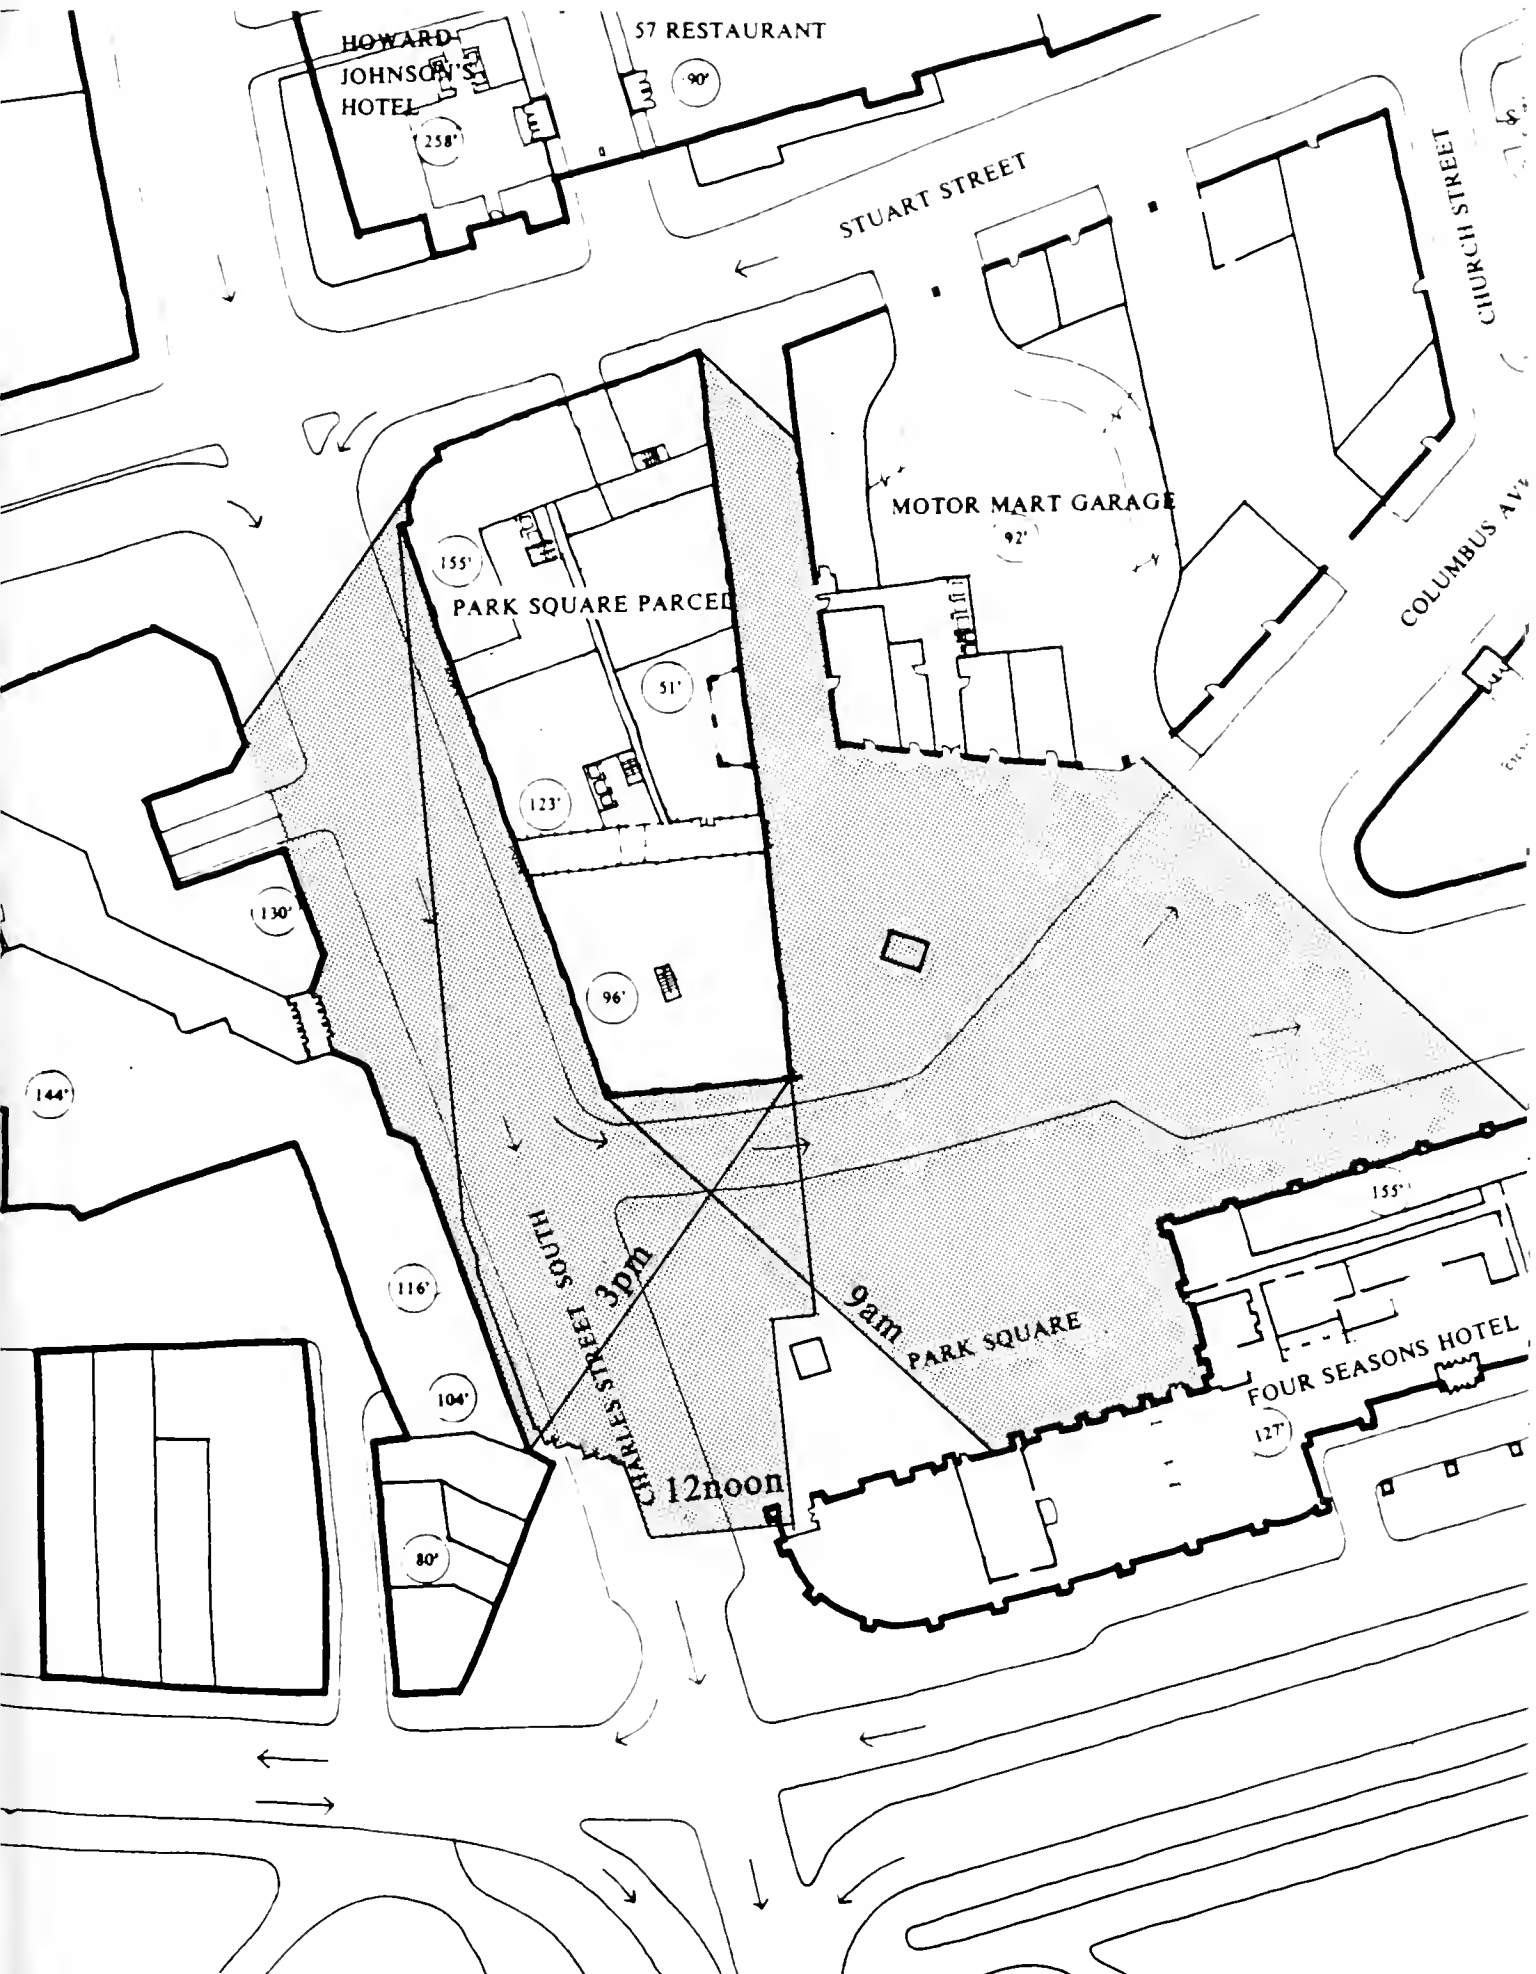 HOWARD
JOHNSON'S
HOTEL
258'
57 RESTAURANT
90'
STUART STREET
CHURCH STREET
MOTOR MART GARAGE
92'
COLUMBUS
155'
PARK SQUARE PARCEL
51'
123'
96'
130'
144'
116'
104'
80'
CHARLES STREET SOUTH
3pm
12noon
9am
PARK SQUARE
155'
FOUR SEASONS HOTEL
127'